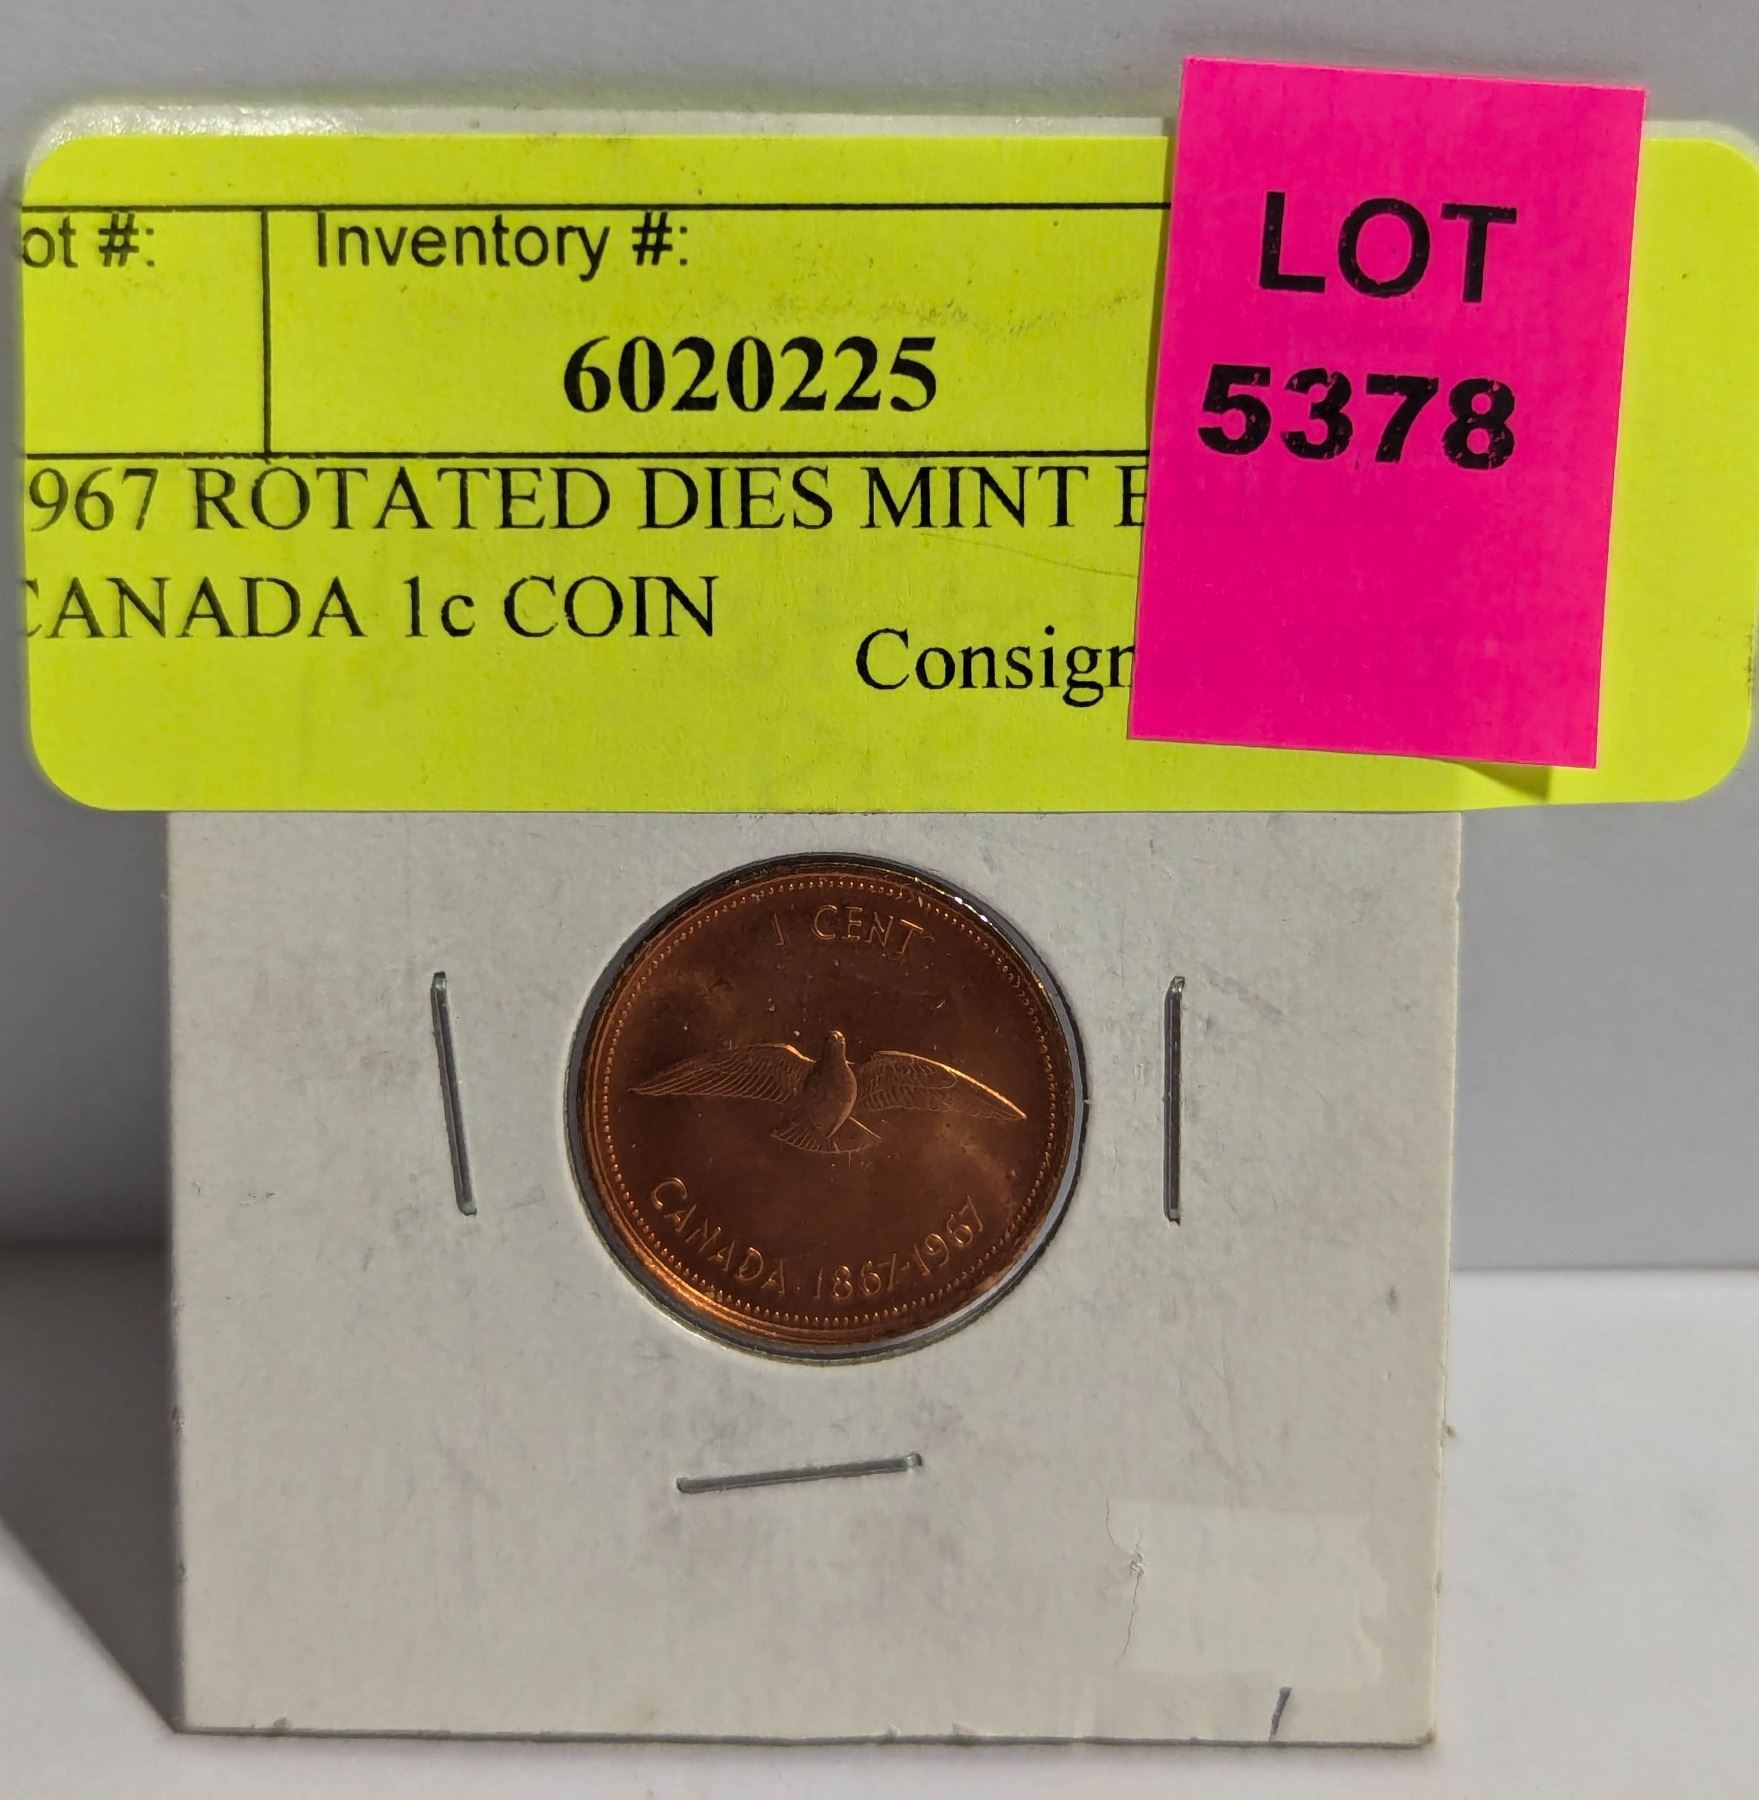 ot #:
Inventory #:
LOT
6020225
5378
967 ROTATED DIES MINT E
CANADA 1c COIN
Consign
1 CENT
CANADA 1867-1967